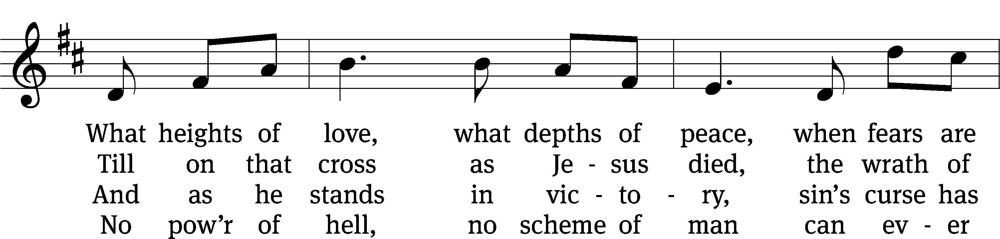 What heights of love, what depths of peace, when fears are
Till on that cross as Je - sus died, the wrath of
And as he stands in vic - to - ry, sin’s curse has
No pow’r of hell, no scheme of man can ev - er